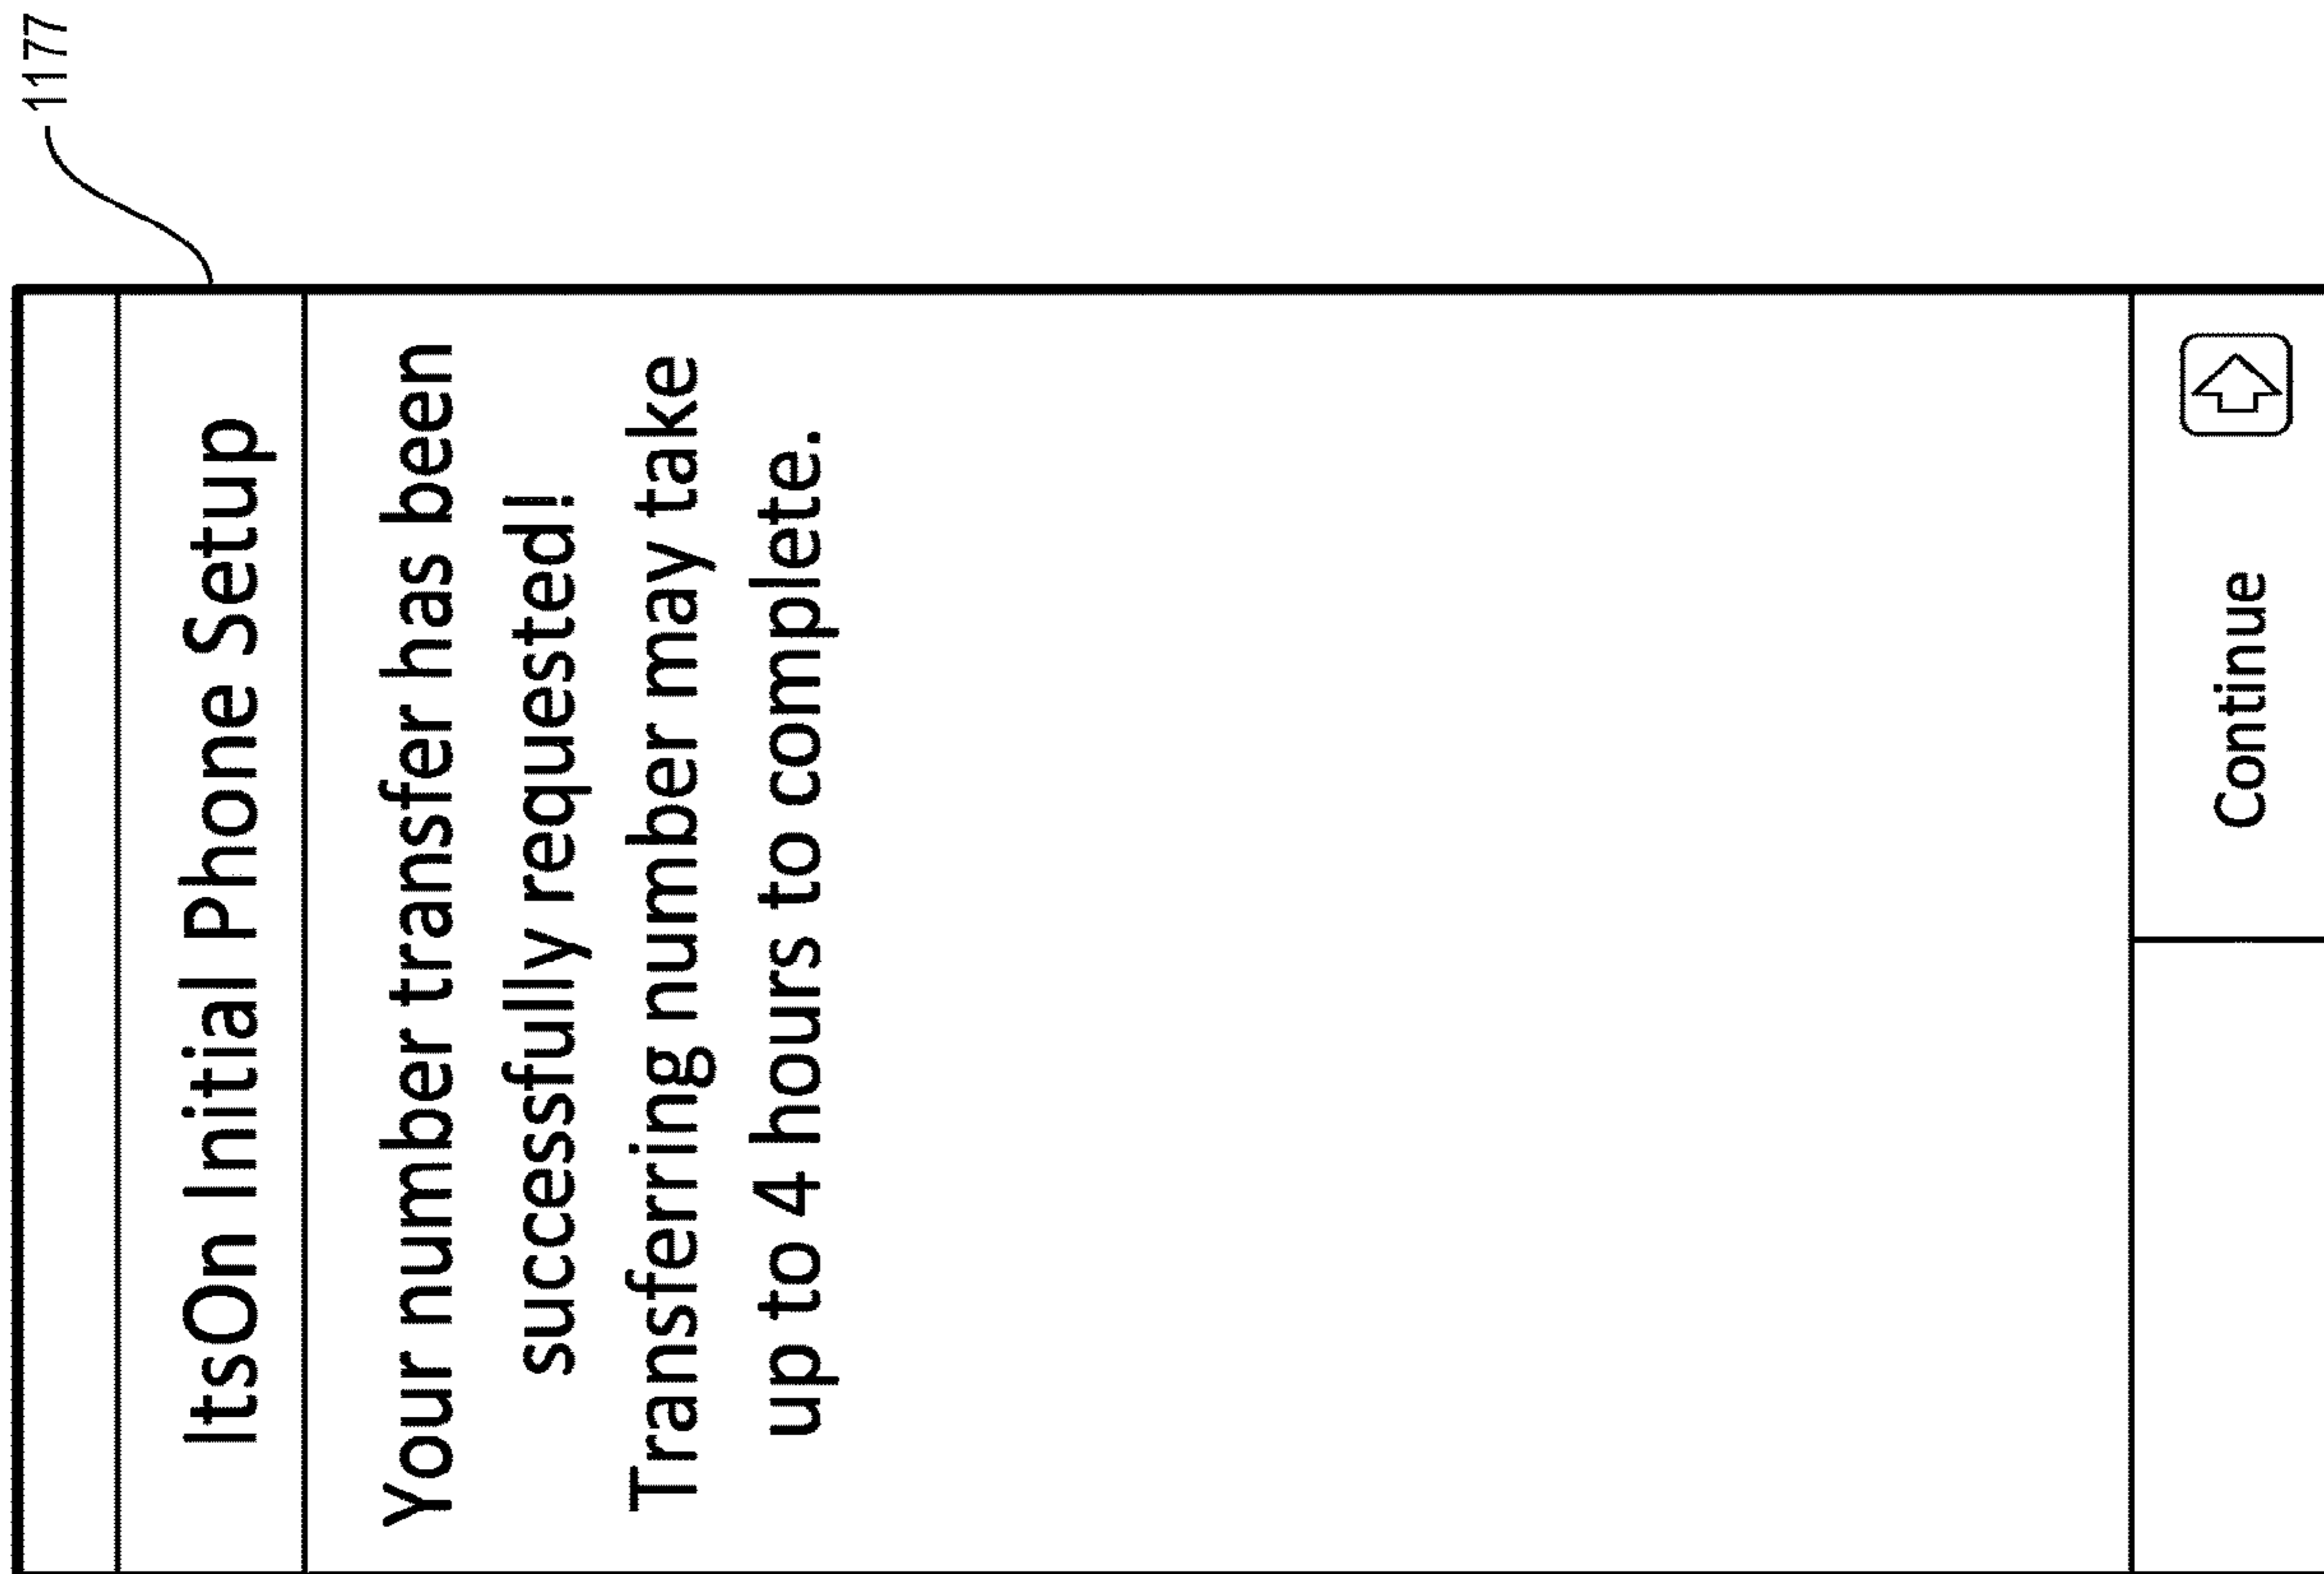 1177
ItsOn Initial Phone Setup
Your number transfer has been
successfully requested!
Transferring number may take
up to 4 hours to complete.
Continue